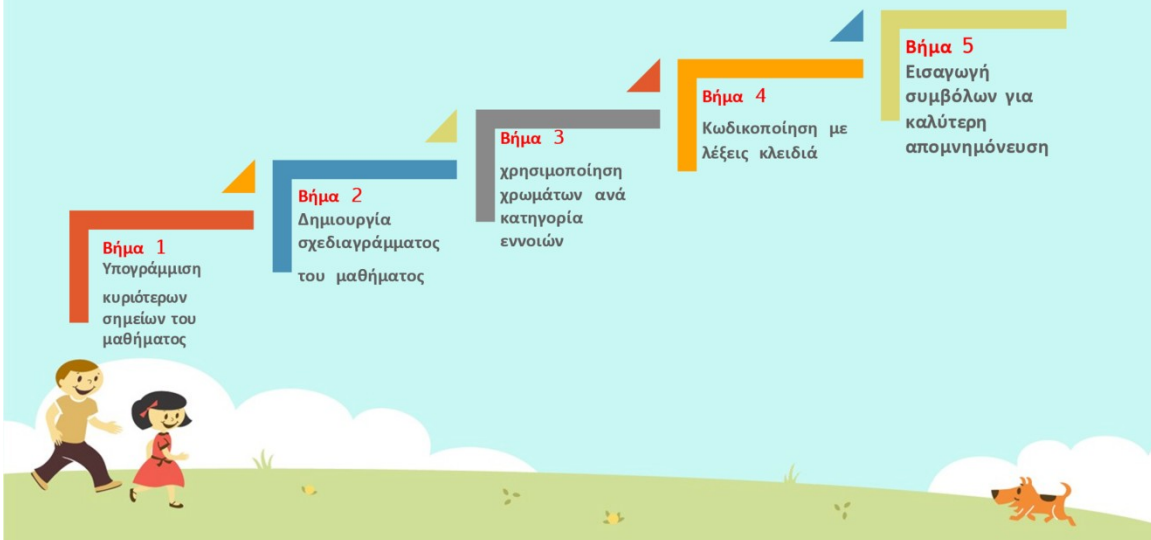 Βήμα 1
Υπογράμμιση
κυριότερων
σημείων του
μαθήματος
Βήμα 2
Δημιουργία
σχεδιαγράμματος
του μαθήματος
Βήμα 3
χρησιμοποίηση
χρωμάτων ανά
κατηγορία
εννοιών
Βήμα 4
Κωδικοποίηση με
λέξεις κλειδιά
Βήμα 5
Εισαγωγή
συμβόλων για
καλύτερη
απομνημόνευση